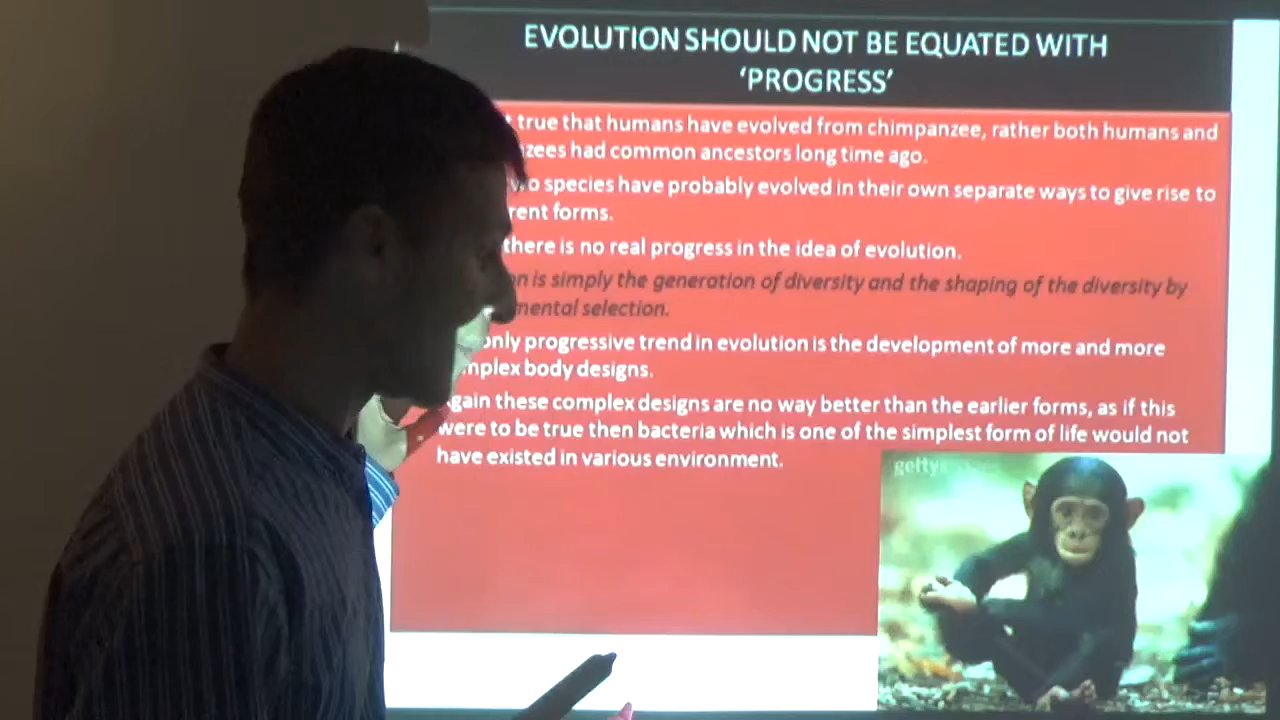 EVOLUTION SHOULD NOT BE EQUATED WITH
‘PROGRESS’
true that humans have evolved from chimpanzee, rather both humans and
had common ancestors long time ago.
species have probably evolved in their own separate ways to give rise to
forms.
there is no real progress in the idea of evolution.
is simply the generation of diversity and the shaping of the diversity by
selection.
only progressive trend in evolution is the development of more and more
body designs.
these complex designs are no way better than the earlier forms, as if this
were to be true then bacteria which is one of the simplest form of life would not
have existed in various environment.
getty